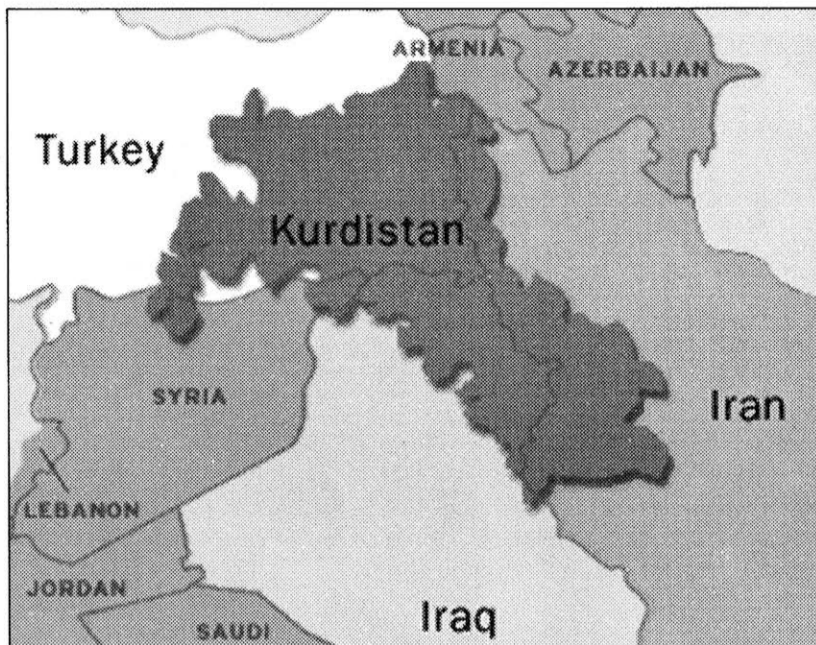 ARMENIA
AZERBAIJAN
Turkey
Kurdistan
SYRIA
Iran
LEBANON
JORDAN
Iraq
SAUDI